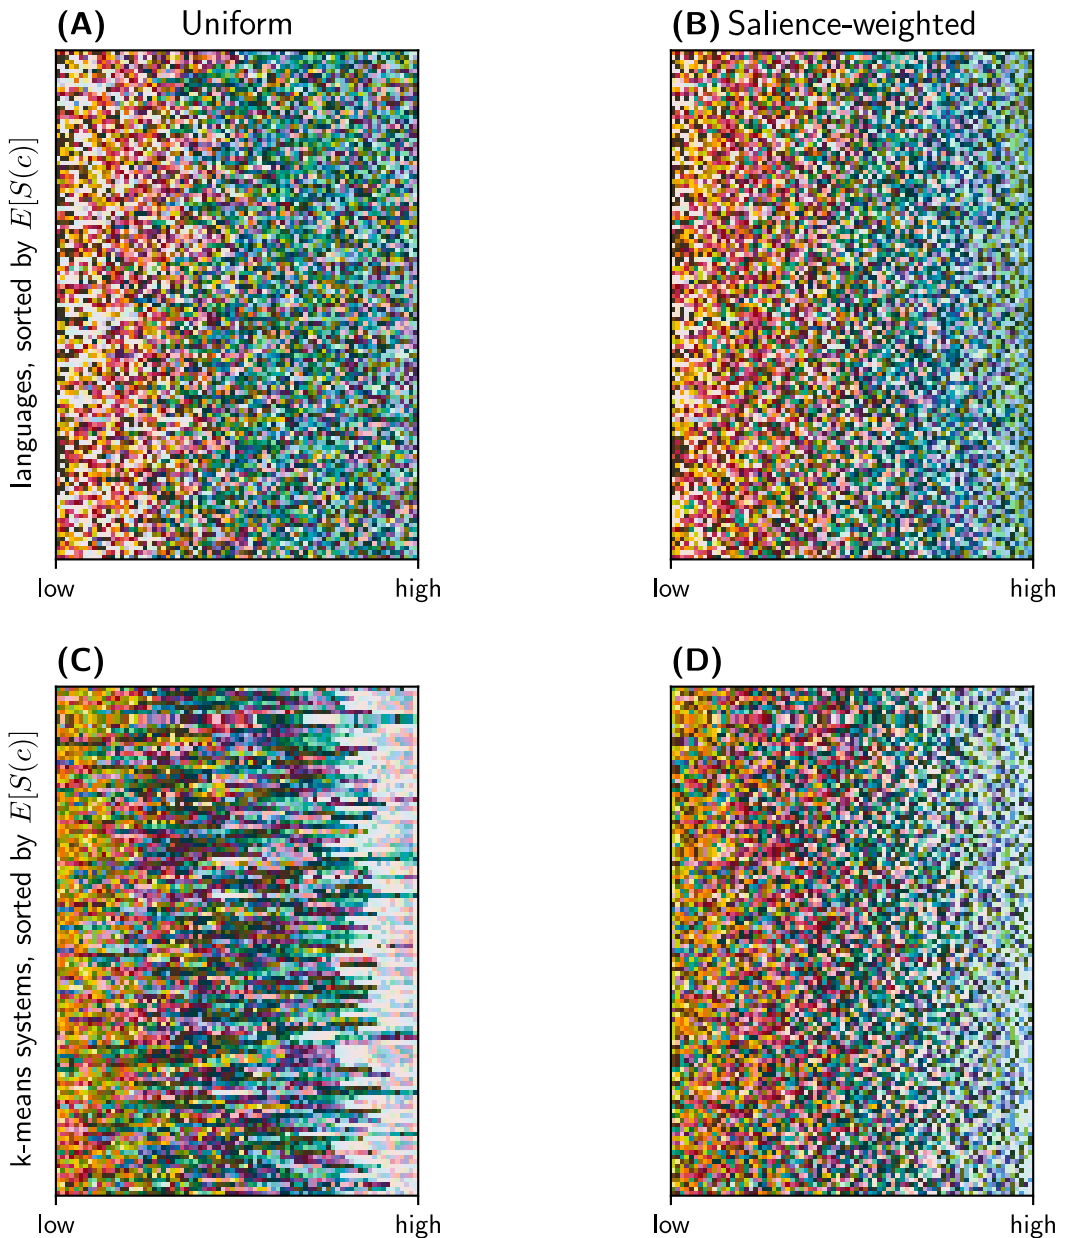 (A) Uniform
(B) Salience-weighted
languages, sorted by E[S(c)]
low high
low high
(C)
(D)
k-means systems, sorted by E[S(c)]
low high
low high